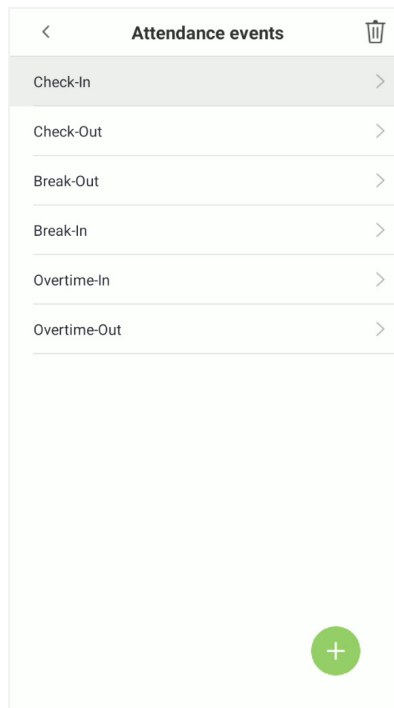 Attendance events
Check-In
Check-Out
Break-Out
Break-In
Overtime-In
Overtime-Out